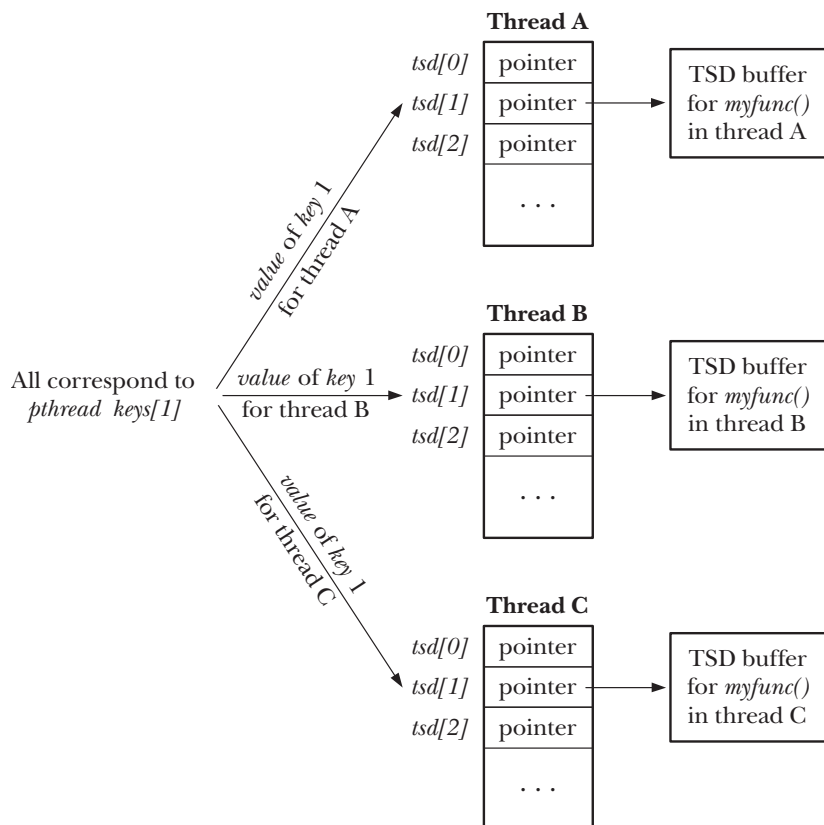 Thread A
tsd[0]
pointer
tsd[1]
pointer
tsd[2]
pointer
. . .
TSD buffer
for myfunc()
in thread A
value of key 1
for thread A
Thread B
tsd[0]
pointer
tsd[1]
pointer
tsd[2]
pointer
. . .
TSD buffer
for myfunc()
in thread B
All correspond to
pthread keys[1]
value of key 1
for thread B
value of key 1
for thread C
Thread C
tsd[0]
pointer
tsd[1]
pointer
tsd[2]
pointer
. . .
TSD buffer
for myfunc()
in thread C